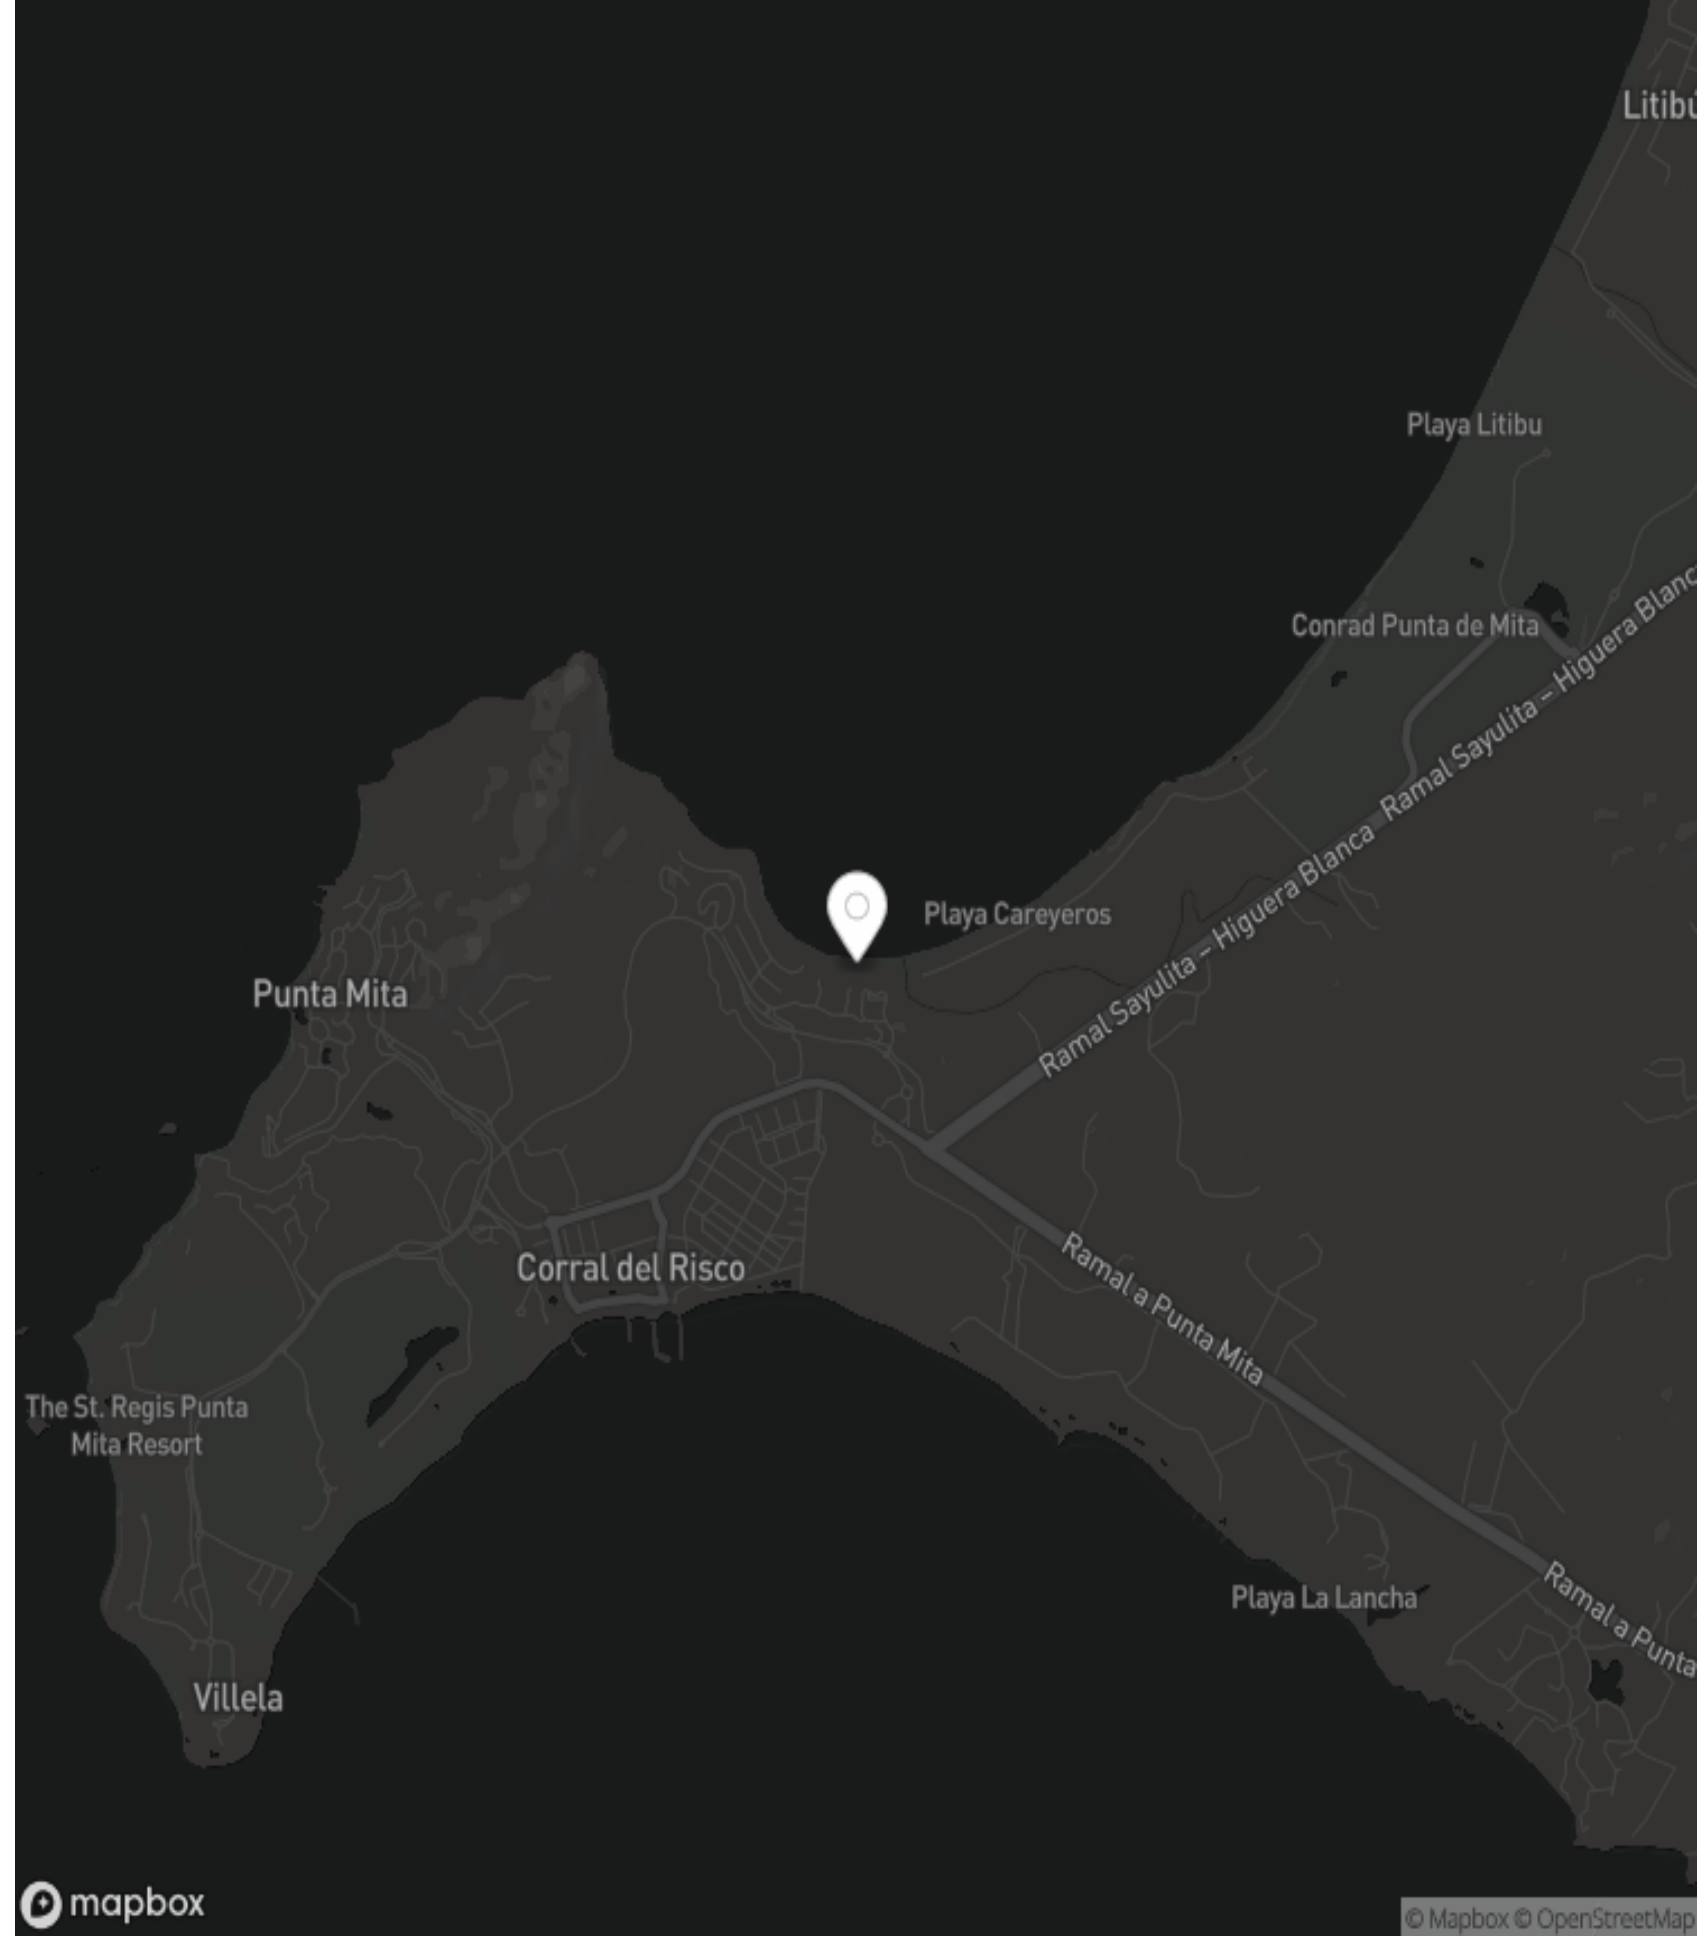 Litibú
Playa Litibu
Conrad Punta de Mita
Ramal Sayulita – Higuera Blanca
Ramal Sayulita – Higuera Blanca
Playa Careyeros
Punta Mita
Corral del Risco
Ramal a Punta Mita
The St. Regis Punta
Mita Resort
Playa La Lancha
Ramal a Punta
Villela
mapbox
© Mapbox © OpenStreetMap